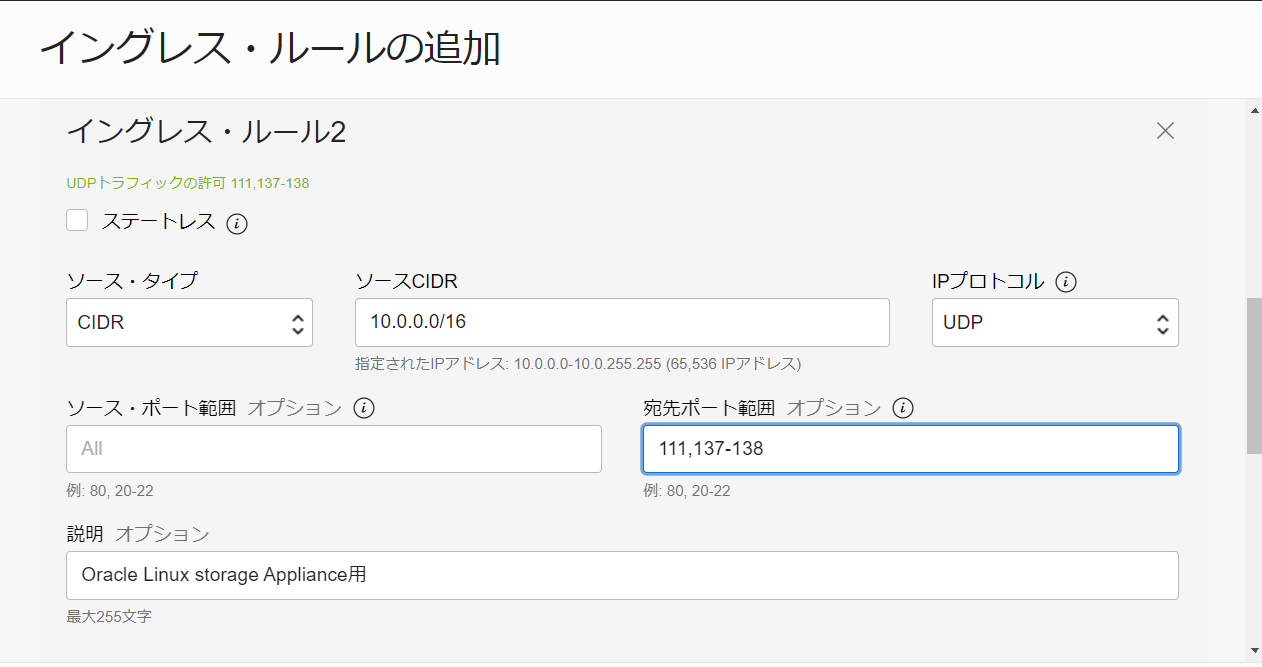 イングレス・ルールの追加
イングレス・ルール2
UDPトラフィックの許可 111,137-138
ステートレス
ソース・タイプ ソースCIDR IPプロトコル
CIDR 10.0.0.0/16 UDP
指定されたIPアドレス: 10.0.0.0-10.0.255.255 (65,536 IPアドレス)
ソース・ポート範囲 オプション 宛先ポート範囲 オプション
All 111,137-138
例: 80, 20-22 例: 80, 20-22
説明 オプション
Oracle Linux storage Appliance用
最大255文字